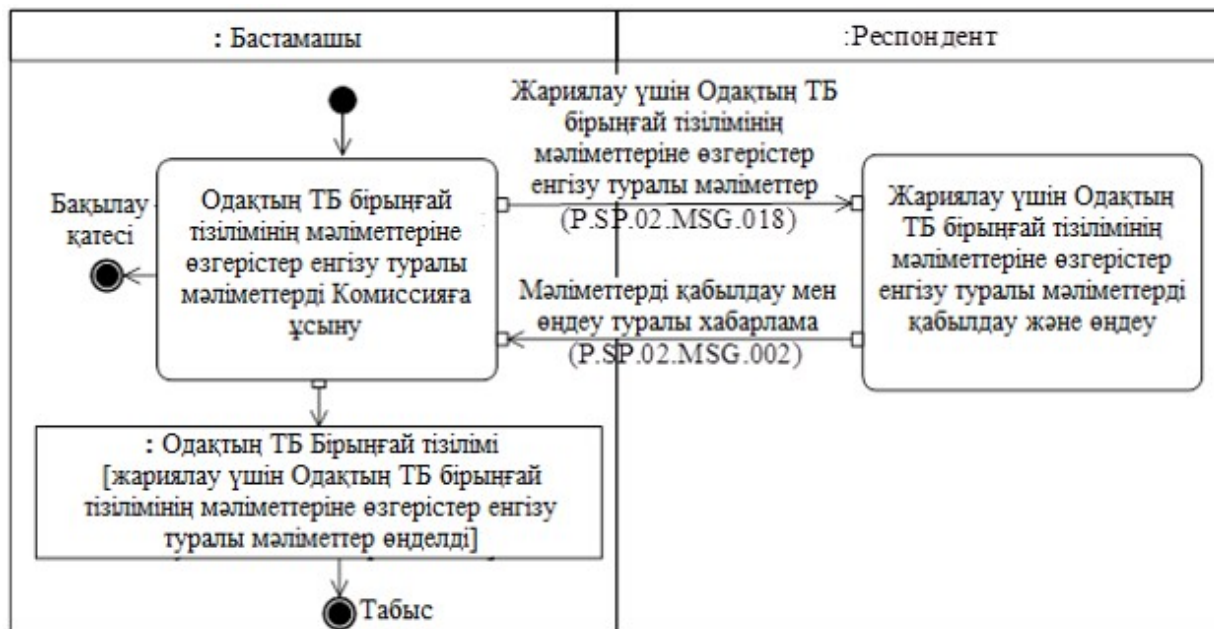 : Бастамашы
:Респондент
Жариялау үшін Одақтың ТБ
бірыңғай тізілімінің
мәліметтеріне өзгерістер
енгізу туралы мәліметтер
(P.SP.02.MSG.018)
Бақылау
қатесі
Одақтың ТБ бірыңғай
тізілімінің мәліметтеріне
өзгерістер енгізу туралы
мәліметтерді Комиссияға
ұсыну
Жариялау үшін Одақтың
ТБ бірыңғай тізілімінің
мәліметтеріне өзгерістер
енгізу туралы мәліметтерді
қабылдау және өңдеу
Мәліметтерді қабылдау мен
өңдеу туралы хабарлама
(P.SP.02.MSG.002)
: Одақтың ТБ Бірыңғай тізілімі
[жариялау үшін Одақтың ТБ бірыңғай
тізілімінің мәліметтеріне өзгерістер енгізу
туралы мәліметтер өңделді]
Табыс